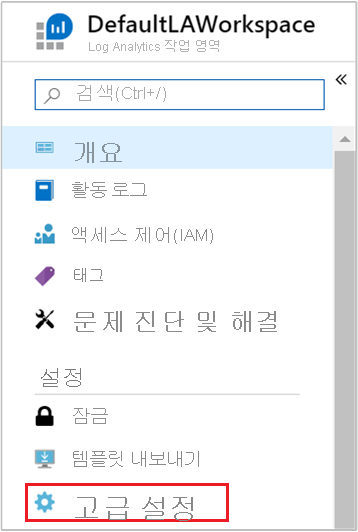 DefaultLAWorkspace
Log Analytics 작업 영역
검색(Ctrl+/)
개요
활동 로그
액세스 제어(IAM)
태그
문제 진단 및 해결
설정
잠금
템플릿 내보내기
고급 설정